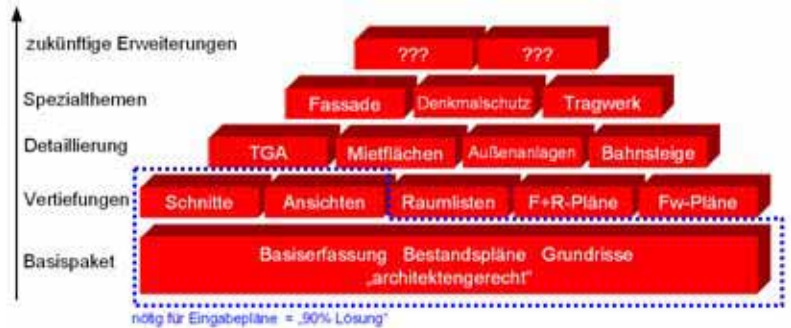 zukünftige Erweiterungen
??? ???
Spezialthemen
Fassade Denkmalschutz Tragwerk
Detaillierung
TGA Mietflächen Außenanlagen Bahnsteige
Vertiefungen
Schnitte Ansichten Raumlisten F+R-Pläne Fw-Pläne
Basispaket
Basiserfassung Bestandspläne Grundrisse
„architektengerecht"
nötig für Eingabepläne = „90% Lösung"